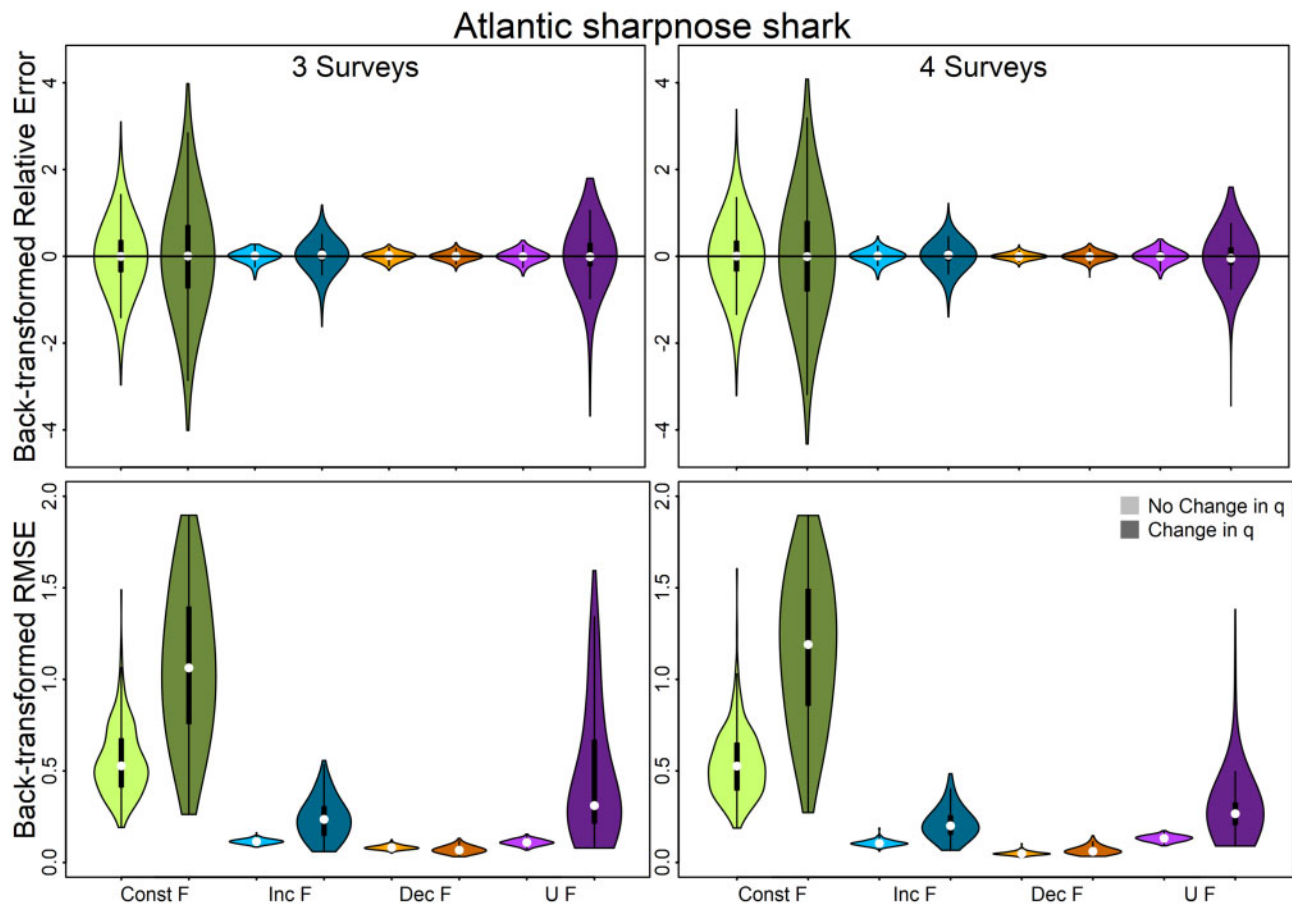 Atlantic sharpnose shark
3 Surveys
4 Surveys
Back-transformed Relative Error
4
2
0
-2
-4
4
2
0
-2
-4
Back-transformed RMSE
2.0
1.5
1.0
0.5
0.0
2.0
1.5
1.0
0.5
0.0
No Change in q
Change in q
Const F Inc F Dec F U F
Const F Inc F Dec F U F